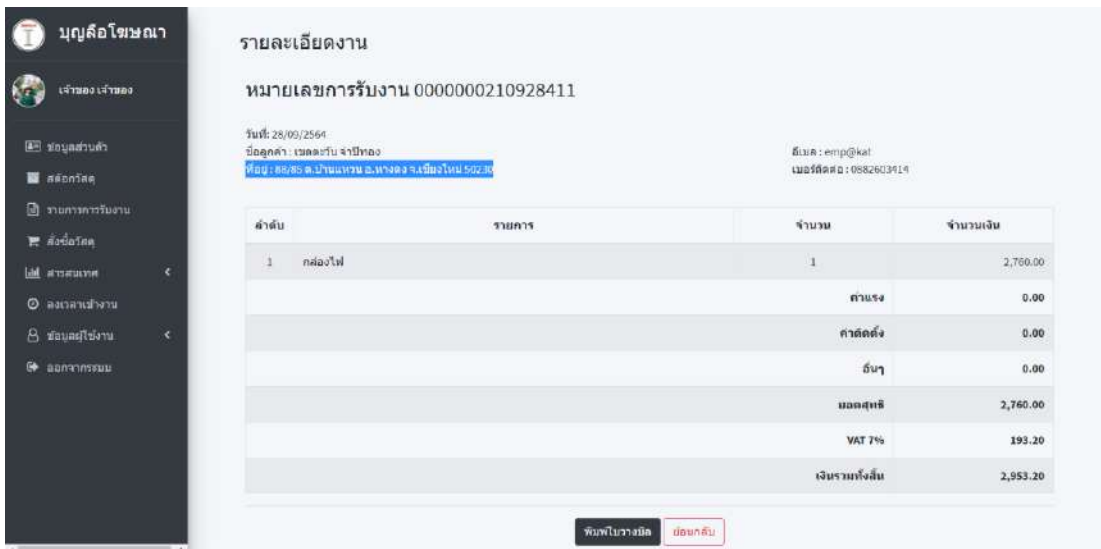 บุญลือโฆษณา
เจ้าของ เจ้าของ
ข้อมูลส่วนตัว
สต๊อกวัสดุ
รายการการรับงาน
สั่งซื้อวัสดุ
สารสนเทศ
ลงเวลาเข้างาน
ข้อมูลผู้ใช้งาน
ออกจากระบบ
รายละเอียดงาน
หมายเลขการรับงาน 0000000210928411
วันที่: 28/09/2564
ชื่อลูกค้า : เขตตะวัน จำปีทอง
อีเมล : emp@kat
ที่อยู่ : 88/85 ต.บ้านแหวน อ.หางดง จ.เชียงใหม่ 50230
เบอร์ติดต่อ : 0882603414
ลำดับ รายการ จำนวน จำนวนเงิน
1 กล่องไฟ 1 2,760.00
ค่าแรง 0.00
ค่าติดตั้ง 0.00
อื่นๆ 0.00
ยอดสุทธิ 2,760.00
VAT 7% 193.20
เงินรวมทั้งสิ้น 2,953.20
พิมพ์ใบวางบิล ย้อนกลับ